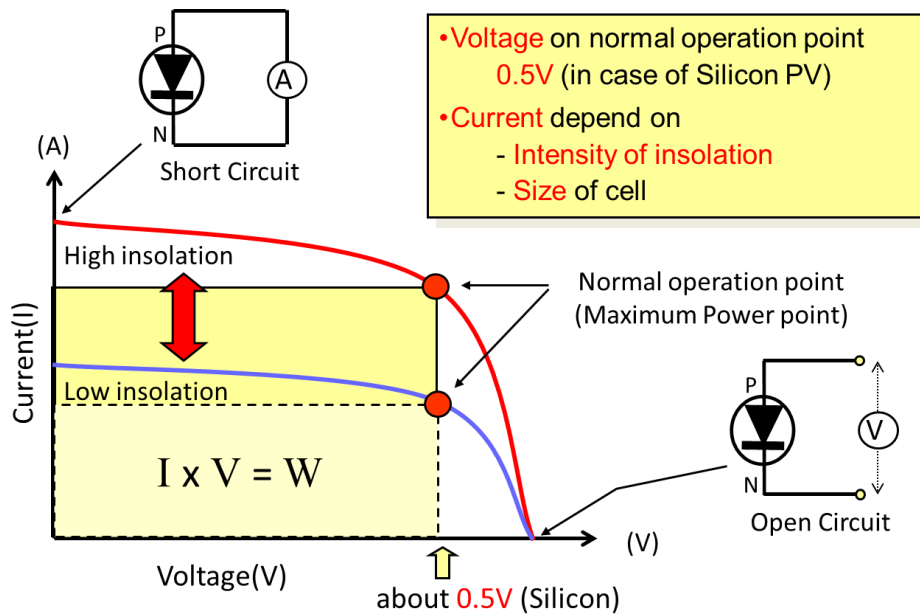 P
A
N
(A)
Short Circuit
•Voltage on normal operation point
0.5V (in case of Silicon PV)
•Current depend on
- Intensity of insolation
- Size of cell
High insolation
Normal operation point
(Maximum Power point)
Current(I)
Low insolation
P
V
N
I x V = W
Open Circuit
(V)
Voltage(V)
about 0.5V (Silicon)